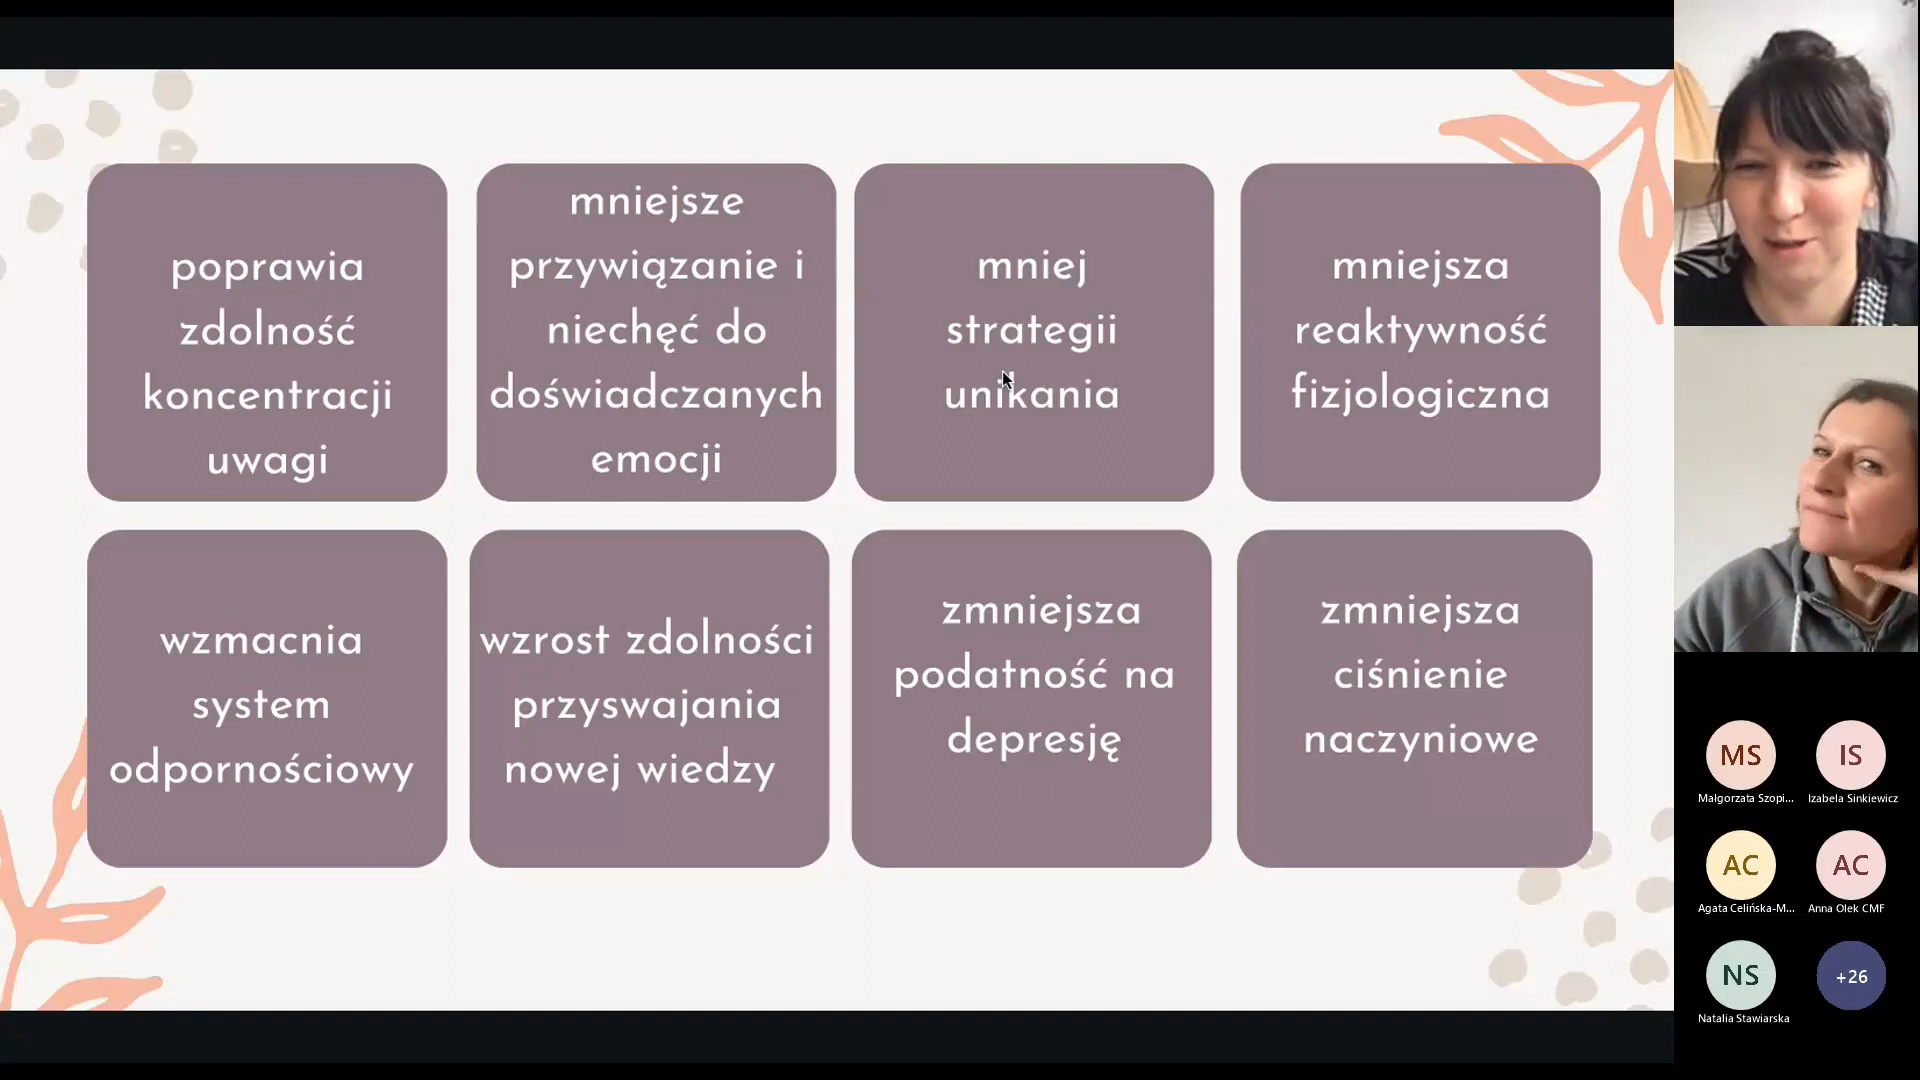 poprawia
zdolność
koncentracji
uwagi
mniejsze
przywiązanie i
niechęć do
doświadczanych
emocji
mniej
strategii
unikania
mniejsza
reaktywność
fizjologiczna
wzmacnia
system
odpornościowy
wzrost zdolności
przyswajania
nowej wiedzy
zmniejsza
podatność na
depresję
zmniejsza
ciśnienie
naczyniowe
MS
Małgorzata Szopi...
IS
Izabela Sinkiewicz
AC
Agata Celińska-M...
AC
Anna Olek CMF
NS
Natalia Stawiarska
+26